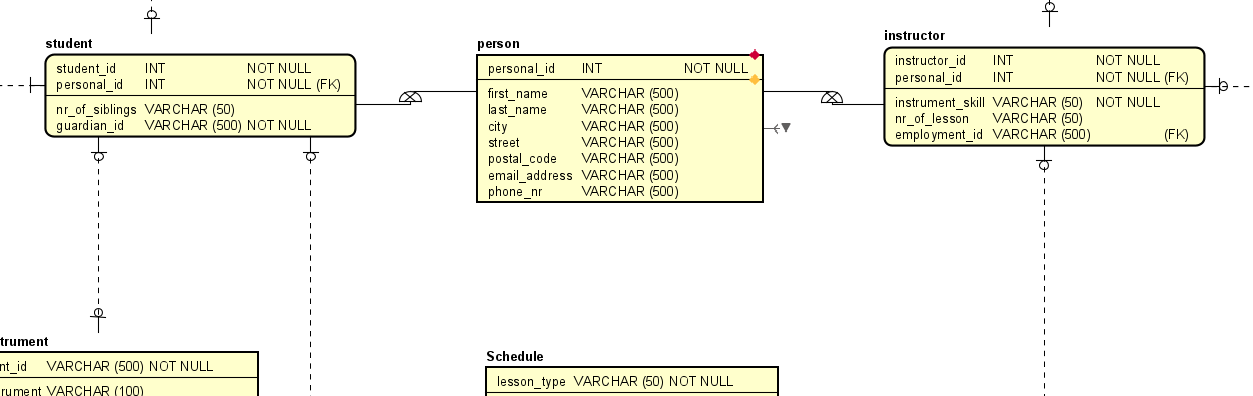 student
student_id INT NOT NULL
personal_id INT NOT NULL (FK)
nr_of_siblings VARCHAR (50)
guardian_id VARCHAR (500) NOT NULL
person
personal_id INT NOT NULL
first_name VARCHAR (500)
last_name VARCHAR (500)
city VARCHAR (500)
street VARCHAR (500)
postal_code VARCHAR (500)
email_address VARCHAR (500)
phone_nr VARCHAR (500)
instructor
instructor_id INT NOT NULL
personal_id INT NOT NULL (FK)
instrument_skill VARCHAR (50) NOT NULL
nr_of_lesson VARCHAR (50)
employment_id VARCHAR (500) (FK)
trument
nt_id VARCHAR (500) NOT NULL
rument VARCHAR (100)
Schedule
lesson_type VARCHAR (50) NOT NULL